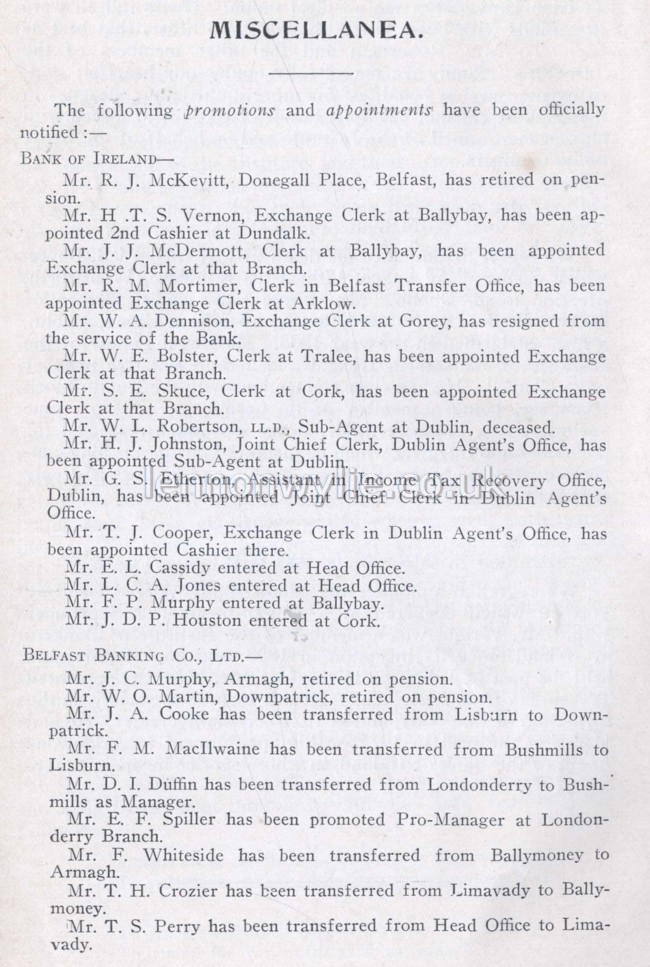 MISCELLANEA.
The following promotions and appointments have been officially
notified :—
BANK OF IRELAND—
Mr. R. J. McKevitt, Donegall Place, Belfast, has retired on pen-
sion.
Mr. H .T. S. Vernon, Exchange Clerk at Ballybay, has been ap-
pointed 2nd Cashier at Dundalk.
Mr. J. J. McDermott, Clerk at Ballybay, has been appointed
Exchange Clerk at that Branch.
Mr. R. M. Mortimer, Clerk in Belfast Transfer Office, has been
appointed Exchange Clerk at Arklow.
Mr. W. A. Dennison, Exchange Clerk at Gorey, has resigned from
the service of the Bank.
Mr. W. E. Bolster, Clerk at Tralee, has been appointed Exchange
Clerk at that Branch.
Mr. S. E. Skuce, Clerk at Cork, has been appointed Exchange
Clerk at that Branch.
Mr. W. L. Robertson, LL.D., Sub-Agent at Dublin, deceased.
Mr. H. J. Johnston, Joint Chief Clerk, Dublin Agent's Office, has
been appointed Sub-Agent at Dublin.
Mr. G. S. Etherton, Assistant in Income Tax Recovery Office,
lennonwylie.co.uk
Dublin, has been appointed Joint Chief Clerk in Dublin Agent's
Office.
Mr. T. J. Cooper, Exchange Clerk in Dublin Agent's Office, has
been appointed Cashier there.
Mr. E. L. Cassidy entered at Head Office.
Mr. L. C. A. Jones entered at Head Office.
Mr. F. P. Murphy entered at Ballybay.
Mr. J. D. P. Houston entered at Cork.
BELFAST BANKING CO., LTD.—
Mr. J. C. Murphy, Armagh, retired on pension.
Mr. W. O. Martin, Downpatrick, retired on pension.
Mr. J. A. Cooke has been transferred from Lisburn to Down-
patrick.
Mr. F. M. MacIlwaine has been transferred from Bushmills to
Lisburn.
Mr. D. I. Duffin has been transferred from Londonderry to Bush-
mills as Manager.
Mr. E. F. Spiller has been promoted Pro-Manager at London-
derry Branch.
Mr. F. Whiteside has been transferred from Ballymoney to
Armagh.
Mr. T. H. Crozier has been transferred from Limavady to Bally-
money.
Mr. T. S. Perry has been transferred from Head Office to Lima-
vady.